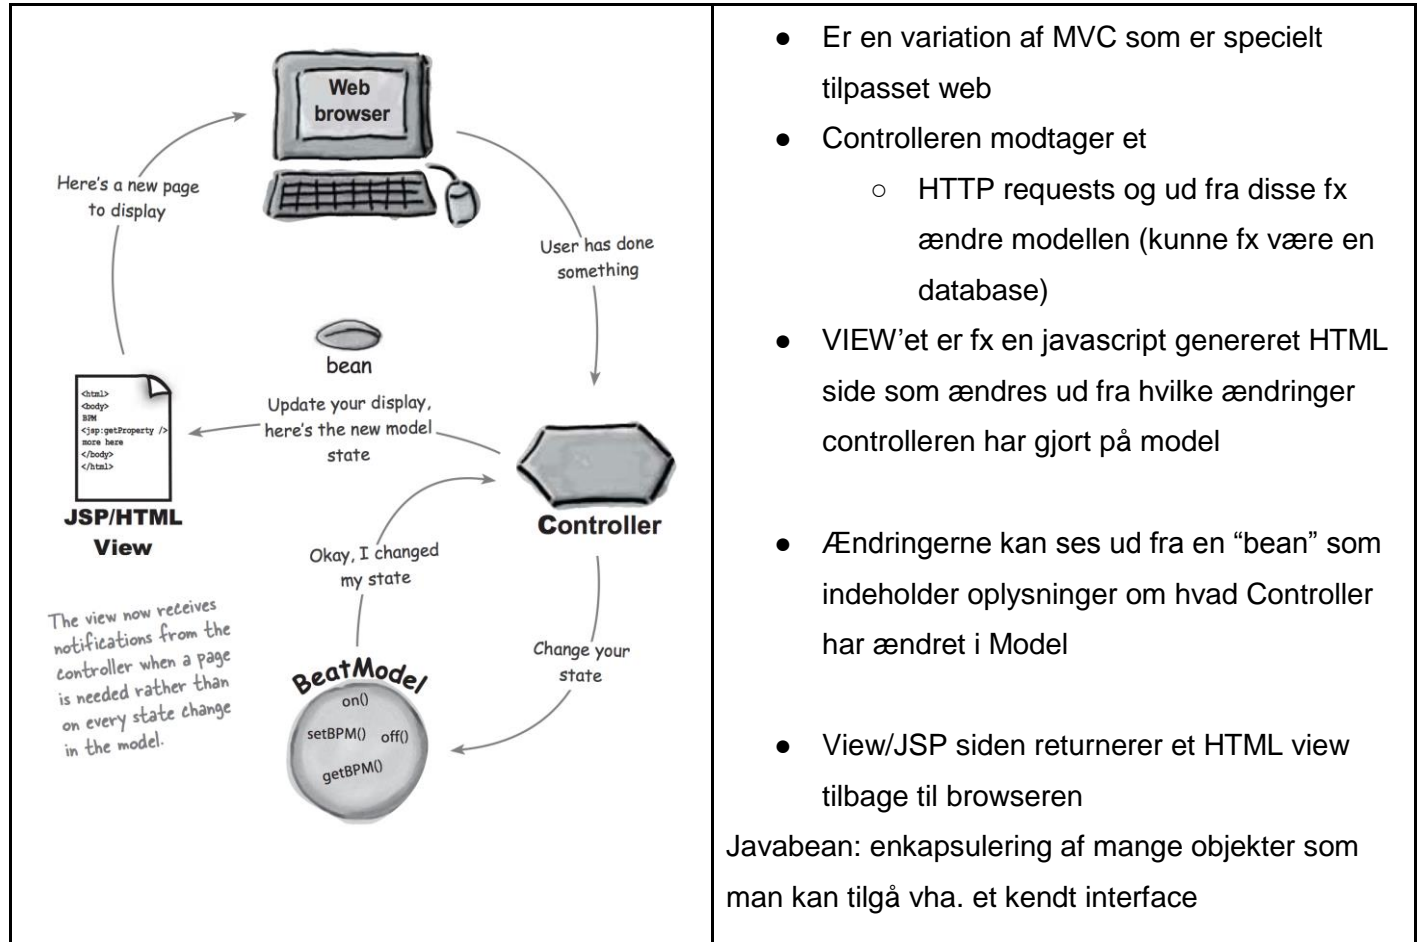 Web
browser
Here's a new page
to display
User has done
something
bean
Update your display,
here's the new model
state
<html>
<body>
BPM
<jsp:getProperty />
more here
</body>
</html>
JSP/HTML
View
Controller
Okay, I changed
my state
The view now receives
notifications from the
controller when a page
is needed rather than
on every state change
in the model.
Change your
state
BeatModel
on()
setBPM() off()
getBPM()
● Er en variation af MVC som er specielt
tilpasset web
● Controlleren modtager et
○ HTTP requests og ud fra disse fx
ændre modellen (kunne fx være en
database)
● VIEW’et er fx en javascript genereret HTML
side som ændres ud fra hvilke ændringer
controlleren har gjort på model
● Ændringerne kan ses ud fra en “bean” som
indeholder oplysninger om hvad Controller
har ændret i Model
● View/JSP siden returnerer et HTML view
tilbage til browseren
Javabean: enkapsulering af mange objekter som
man kan tilgå vha. et kendt interface